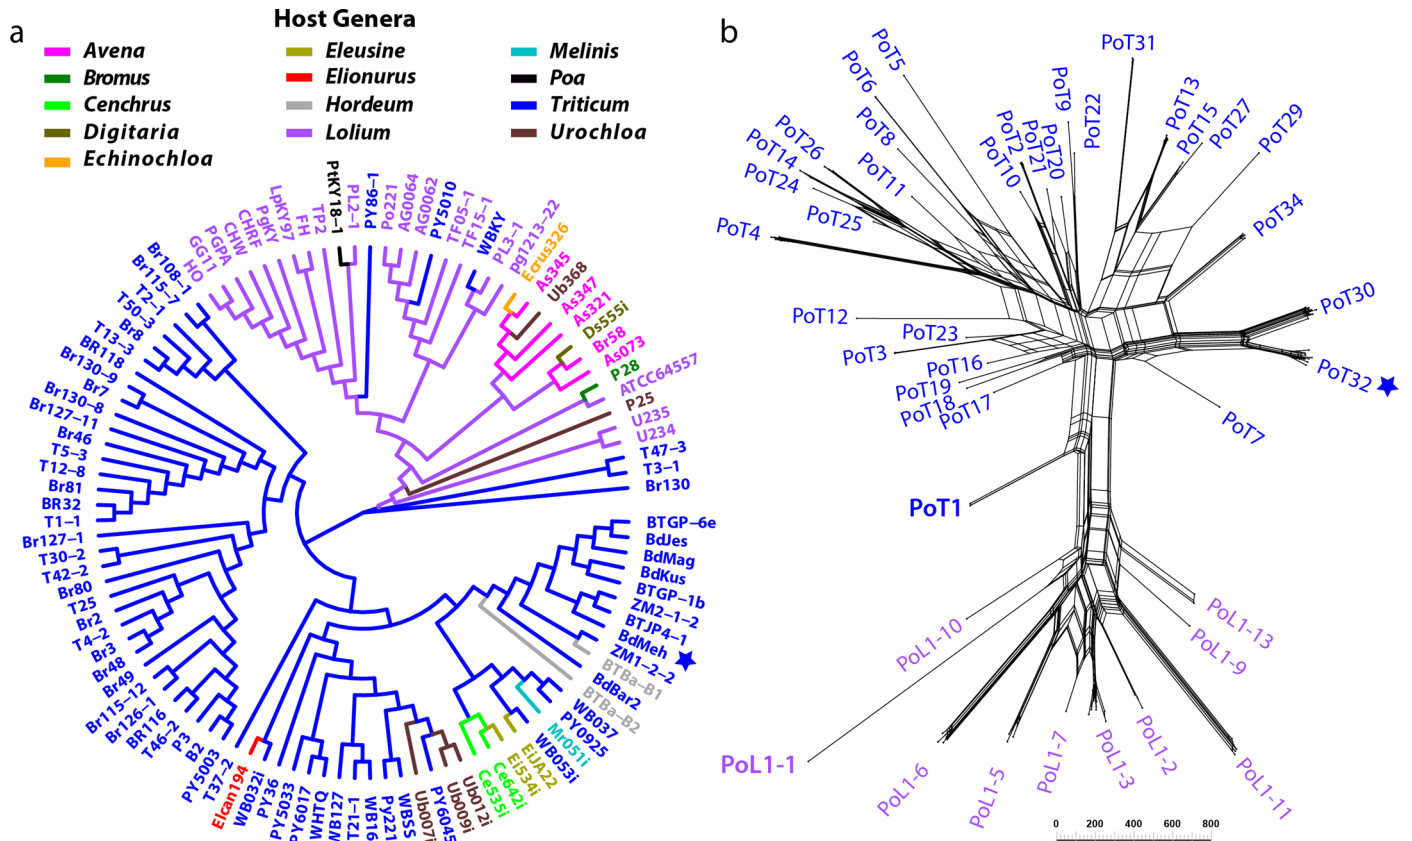 a
Host Genera
Avena
Bromus
Cenchrus
Digitaria
Echinochloa
Eleusine
Elionurus
Hordeum
Lolium
Melinis
Poa
Triticum
Urochloa
Br108-1
Br115-7
T2-1
T50-3
Br8
T13-3
BR118
Br130-9
Br7
Br130-8
Br127-11
Br46
T5-3
T12-8
Br81
BR32
T1-1
Br127-1
T30-2
T42-2
Br80
T25
Br2
T4-2
Br3
Br48
Br49
Br115-12
Br126-1
BR116
T46-2
P3
B2
PY5003
T37-2
Elcan194
WB032i
PY36
PY5033
PY6017
WHTQ
WB127
T21-1
WB16
Py221
WBSS
Ub007i
PY6045
Ub009i
Ub012i
Ce535i
Ce642i
Ei534i
EiJA22
WB053i
Mr051i
PY0925
WB037
BTBa-B2
BdBar2
BTBa-B1
ZM1-2-2
BdMeh
BTJP4-1
ZM2-1-2
BTGP-1b
BdKus
BdMag
BdJes
BTGP-6e
Br130
T3-1
T47-3
U234
U235
P25
ATCC64557
P28
As073
Br58
Ds555i
As321
As347
Ub368
As345
Ecrus326
pg1213-22
PL3-1
WBKY
TF15-1
TF05-1
PY5010
AG0062
AG0064
Po221
PY86-1
PL2-1
PtKY18-1
TP2
FH
LpKY97
PgKY
CHRF
CHW
PGPA
GG11
HO
b
PoT5
PoT6
PoT8
PoT26
PoT14
PoT24
PoT11
PoT25
PoT4
PoT31
PoT9
PoT22
PoT2
PoT21
PoT20
PoT10
PoT13
PoT15
PoT27
PoT29
PoT34
PoT30
PoT32
PoT12
PoT23
PoT3
PoT16
PoT19
PoT18
PoT17
PoT7
PoT1
PoL1-10
PoL1-13
PoL1-9
PoL1-1
PoL1-6
PoL1-5
PoL1-7
PoL1-3
PoL1-2
PoL1-11
0 200 400 600 800